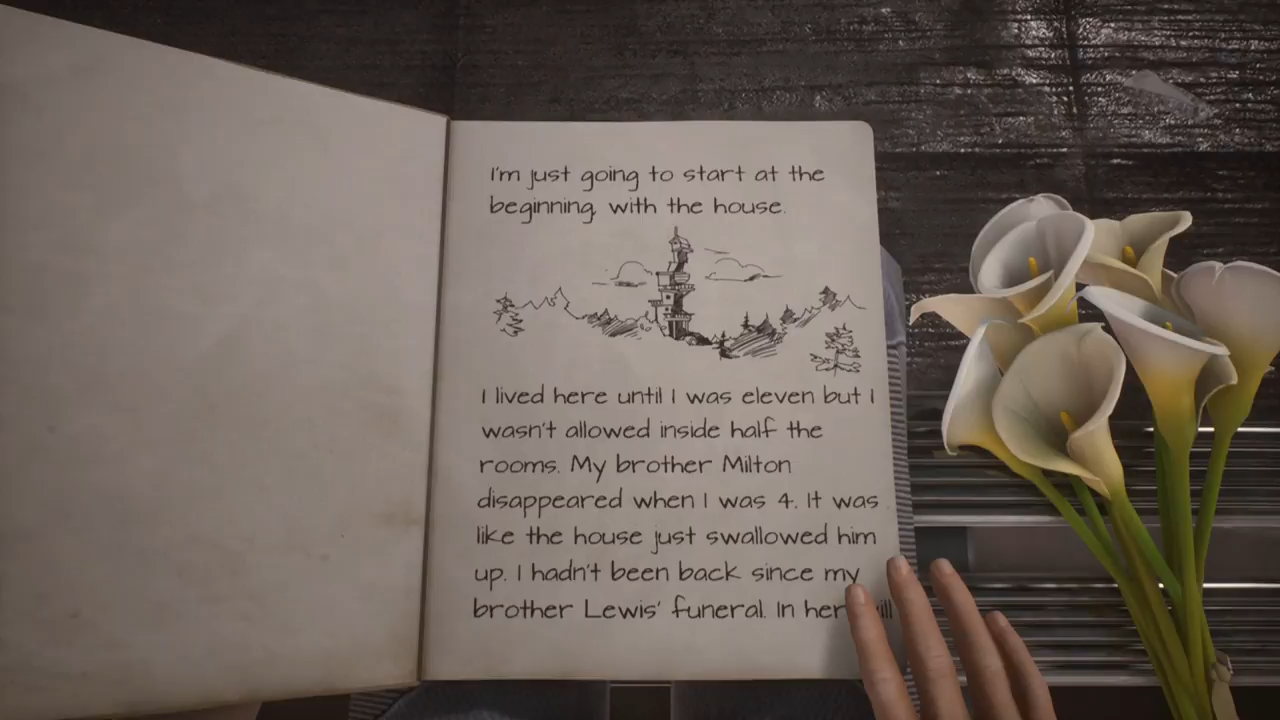 I'm just going to start at the
beginning, with the house.
I lived here until I was eleven but I
wasn't allowed inside half the
rooms. My brother Milton
disappeared when I was 4. It was
like the house just swallowed him
up. I hadn't been back since my
brother Lewis' funeral. In her